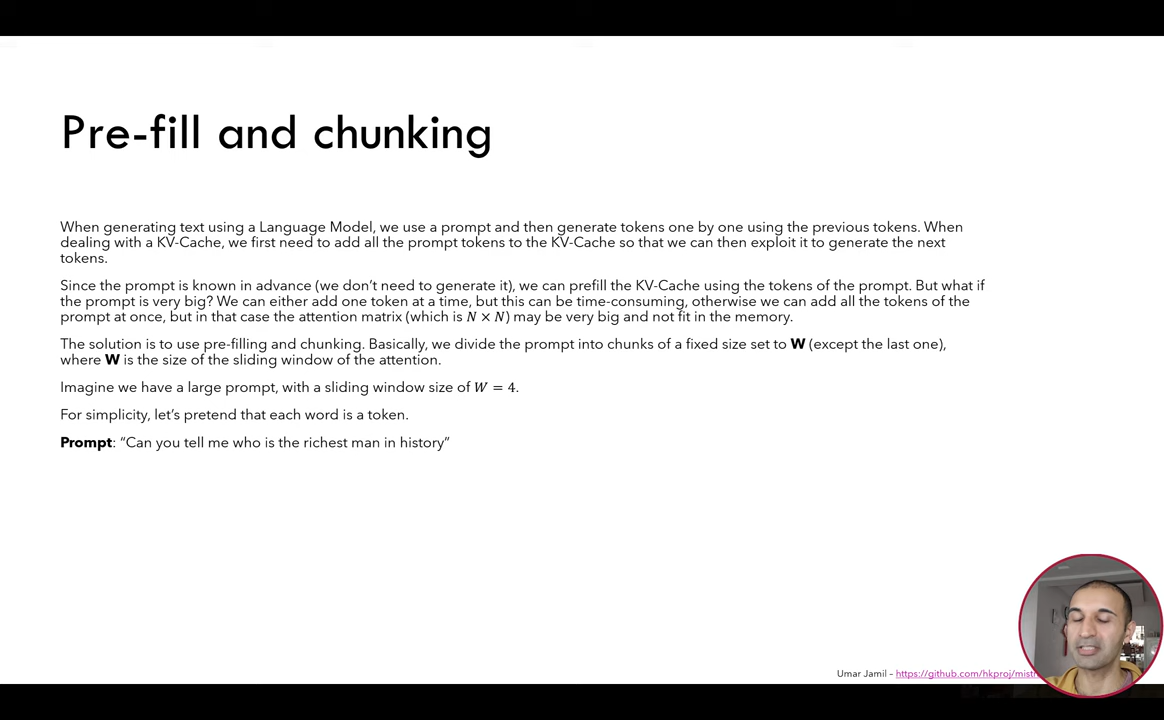 Pre-fill and chunking
When generating text using a Language Model, we use a prompt and then generate tokens one by one using the previous tokens. When
dealing with a KV-Cache, we first need to add all the prompt tokens to the KV-Cache so that we can then exploit it to generate the next
tokens.
Since the prompt is known in advance (we don’t need to generate it), we can prefill the KV-Cache using the tokens of the prompt. But what if
the prompt is very big? We can either add one token at a time, but this can be time-consuming, otherwise we can add all the tokens of the
prompt at once, but in that case the attention matrix (which is N × N) may be very big and not fit in the memory.
The solution is to use pre-filling and chunking. Basically, we divide the prompt into chunks of a fixed size set to W (except the last one),
where W is the size of the sliding window of the attention.
Imagine we have a large prompt, with a sliding window size of W = 4.
For simplicity, let’s pretend that each word is a token.
Prompt: “Can you tell me who is the richest man in history”
Umar Jamil – https://github.com/hkproj/mist